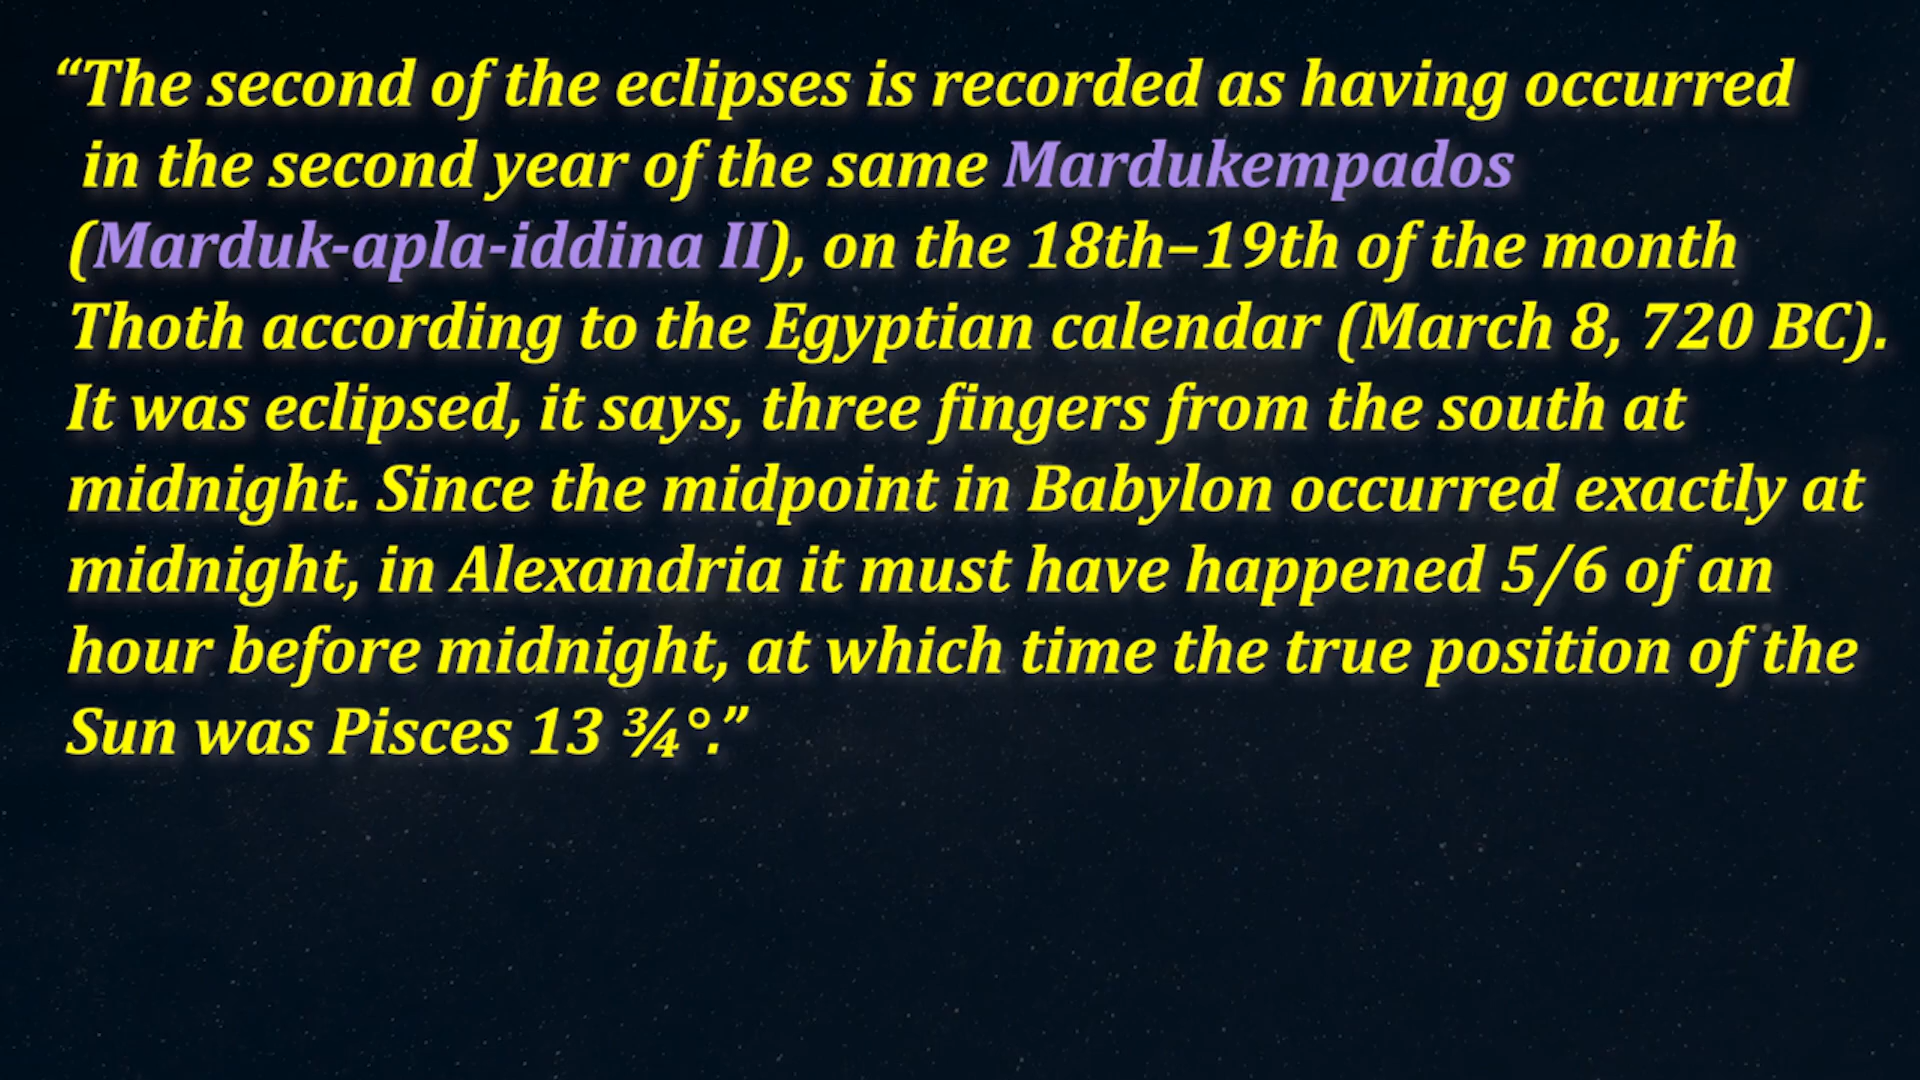 “The second of the eclipses is recorded as having occurred
in the second year of the same Mardukempados
(Marduk-apla-iddina II), on the 18th–19th of the month
Thoth according to the Egyptian calendar (March 8, 720 BC).
It was eclipsed, it says, three fingers from the south at
midnight. Since the midpoint in Babylon occurred exactly at
midnight, in Alexandria it must have happened 5/6 of an
hour before midnight, at which time the true position of the
Sun was Pisces 13 ¾°.”